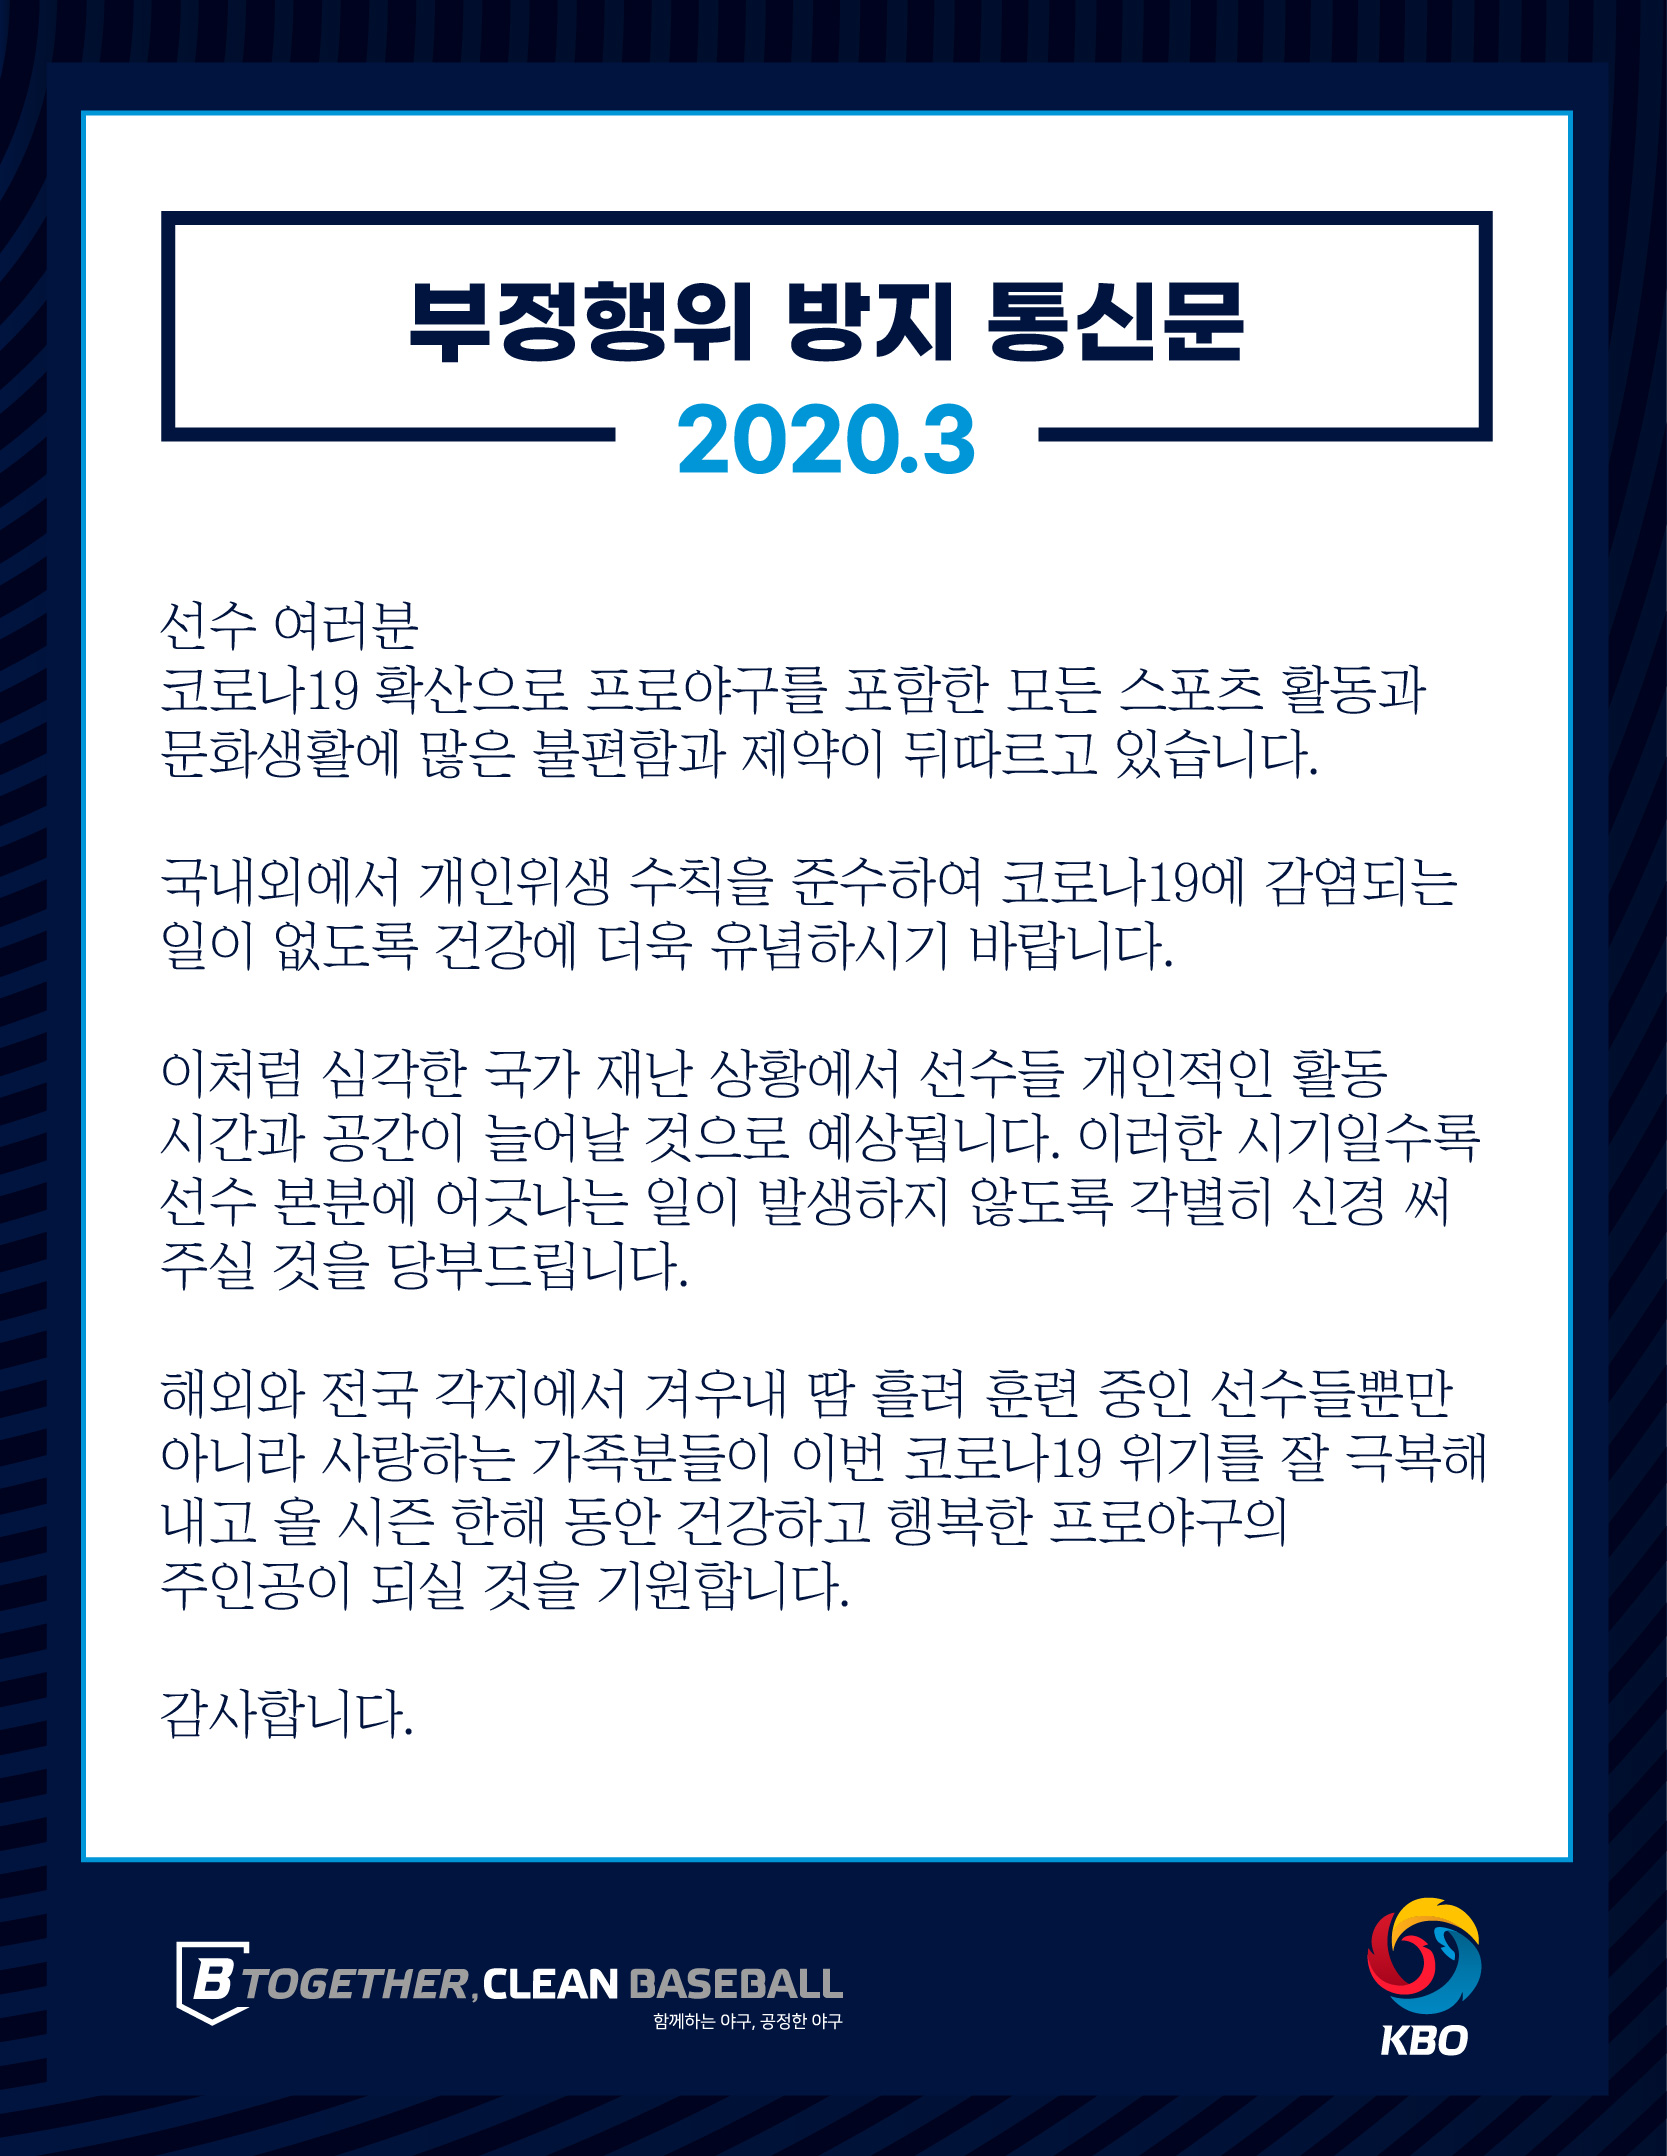 부정행위 방지 통신문
2020.3
선수 여러분
코로나19 확산으로 프로야구를 포함한 모든 스포츠 활동과
문화생활에 많은 불편함과 제약이 뒤따르고 있습니다.
국내외에서 개인위생 수칙을 준수하여 코로나19에 감염되는
일이 없도록 건강에 더욱 유념하시기 바랍니다.
이처럼 심각한 국가 재난 상황에서 선수들 개인적인 활동
시간과 공간이 늘어날 것으로 예상됩니다. 이러한 시기일수록
선수 본분에 어긋나는 일이 발생하지 않도록 각별히 신경 써
주실 것을 당부드립니다.
해외와 전국 각지에서 겨우내 땀 흘려 훈련 중인 선수들뿐만
아니라 사랑하는 가족분들이 이번 코로나19 위기를 잘 극복해
내고 올 시즌 한해 동안 건강하고 행복한 프로야구의
주인공이 되실 것을 기원합니다.
감사합니다.
B TOGETHER, CLEAN BASEBALL
함께하는 야구, 공정한 야구
KBO